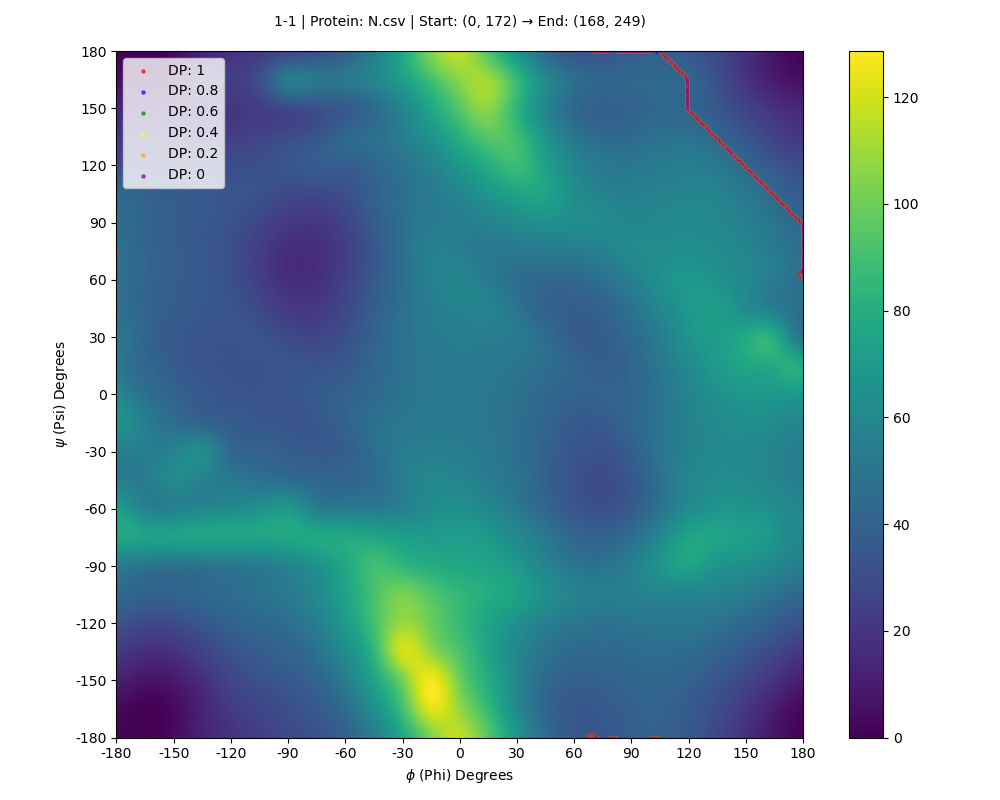 1-1 | Protein: N.csv | Start: (0, 172) → End: (168, 249)
DP: 1
DP: 0.8
DP: 0.6
DP: 0.4
DP: 0.2
DP: 0
180
150
120
90
60
30
0
-30
-60
-90
-120
-150
-180
ψ (Psi) Degrees
-180 -150 -120 -90 -60 -30 0 30 60 90 120 150 180
ϕ (Phi) Degrees
120
100
80
60
40
20
0